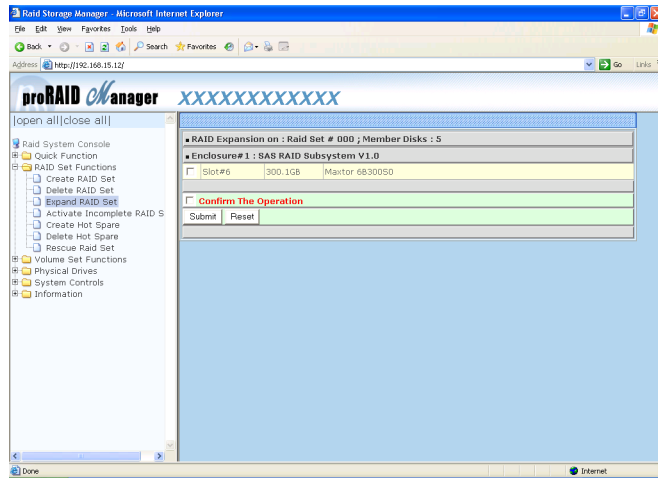 Raid Storage Manager - Microsoft Internet Explorer
File Edit View Favorites Tools Help
Back Search Favorites
Address http://192.168.15.12/ Go Links
proRAID Manager XXXXXXXXXXXX
|open all|close all|
Raid System Console
Quick Function
RAID Set Functions
Create RAID Set
Delete RAID Set
Expand RAID Set
Activate Incomplete RAID S
Create Hot Spare
Delete Hot Spare
Rescue Raid Set
Volume Set Functions
Physical Drives
System Controls
Information
RAID Expansion on : Raid Set # 000 ; Member Disks : 5
Enclosure#1 : SAS RAID Subsystem V1.0
Slot#6 300.1GB Maxtor 6B300S0
Confirm The Operation
Submit Reset
Done Internet